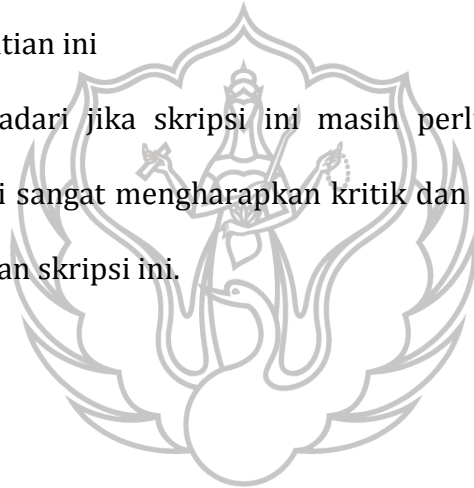 tian ini
adari jika skripsi ini masih perl
i sangat mengharapkan kritik dan
an skripsi ini.